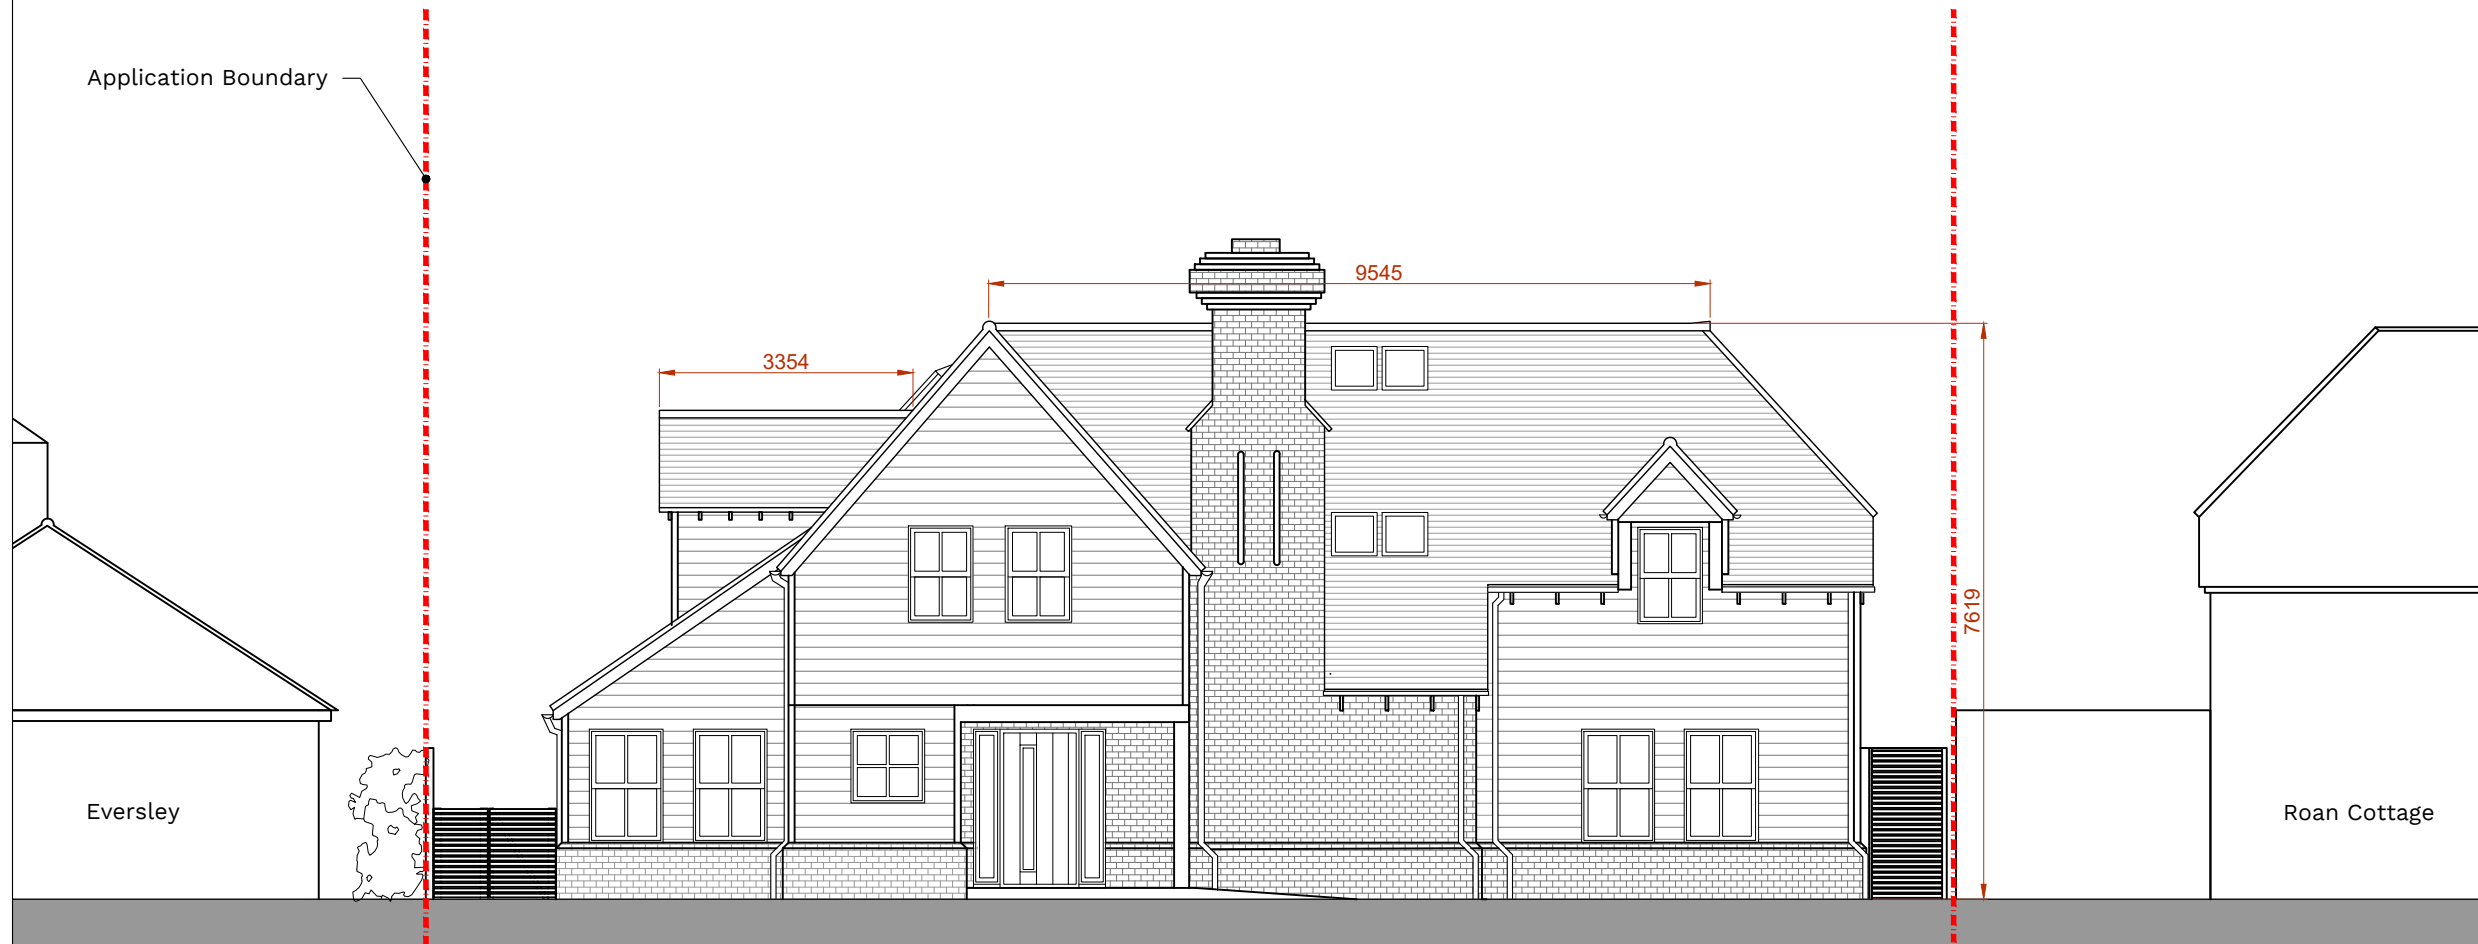 Application Boundary
9545
3354
7619
Eversley
Roan Cottage